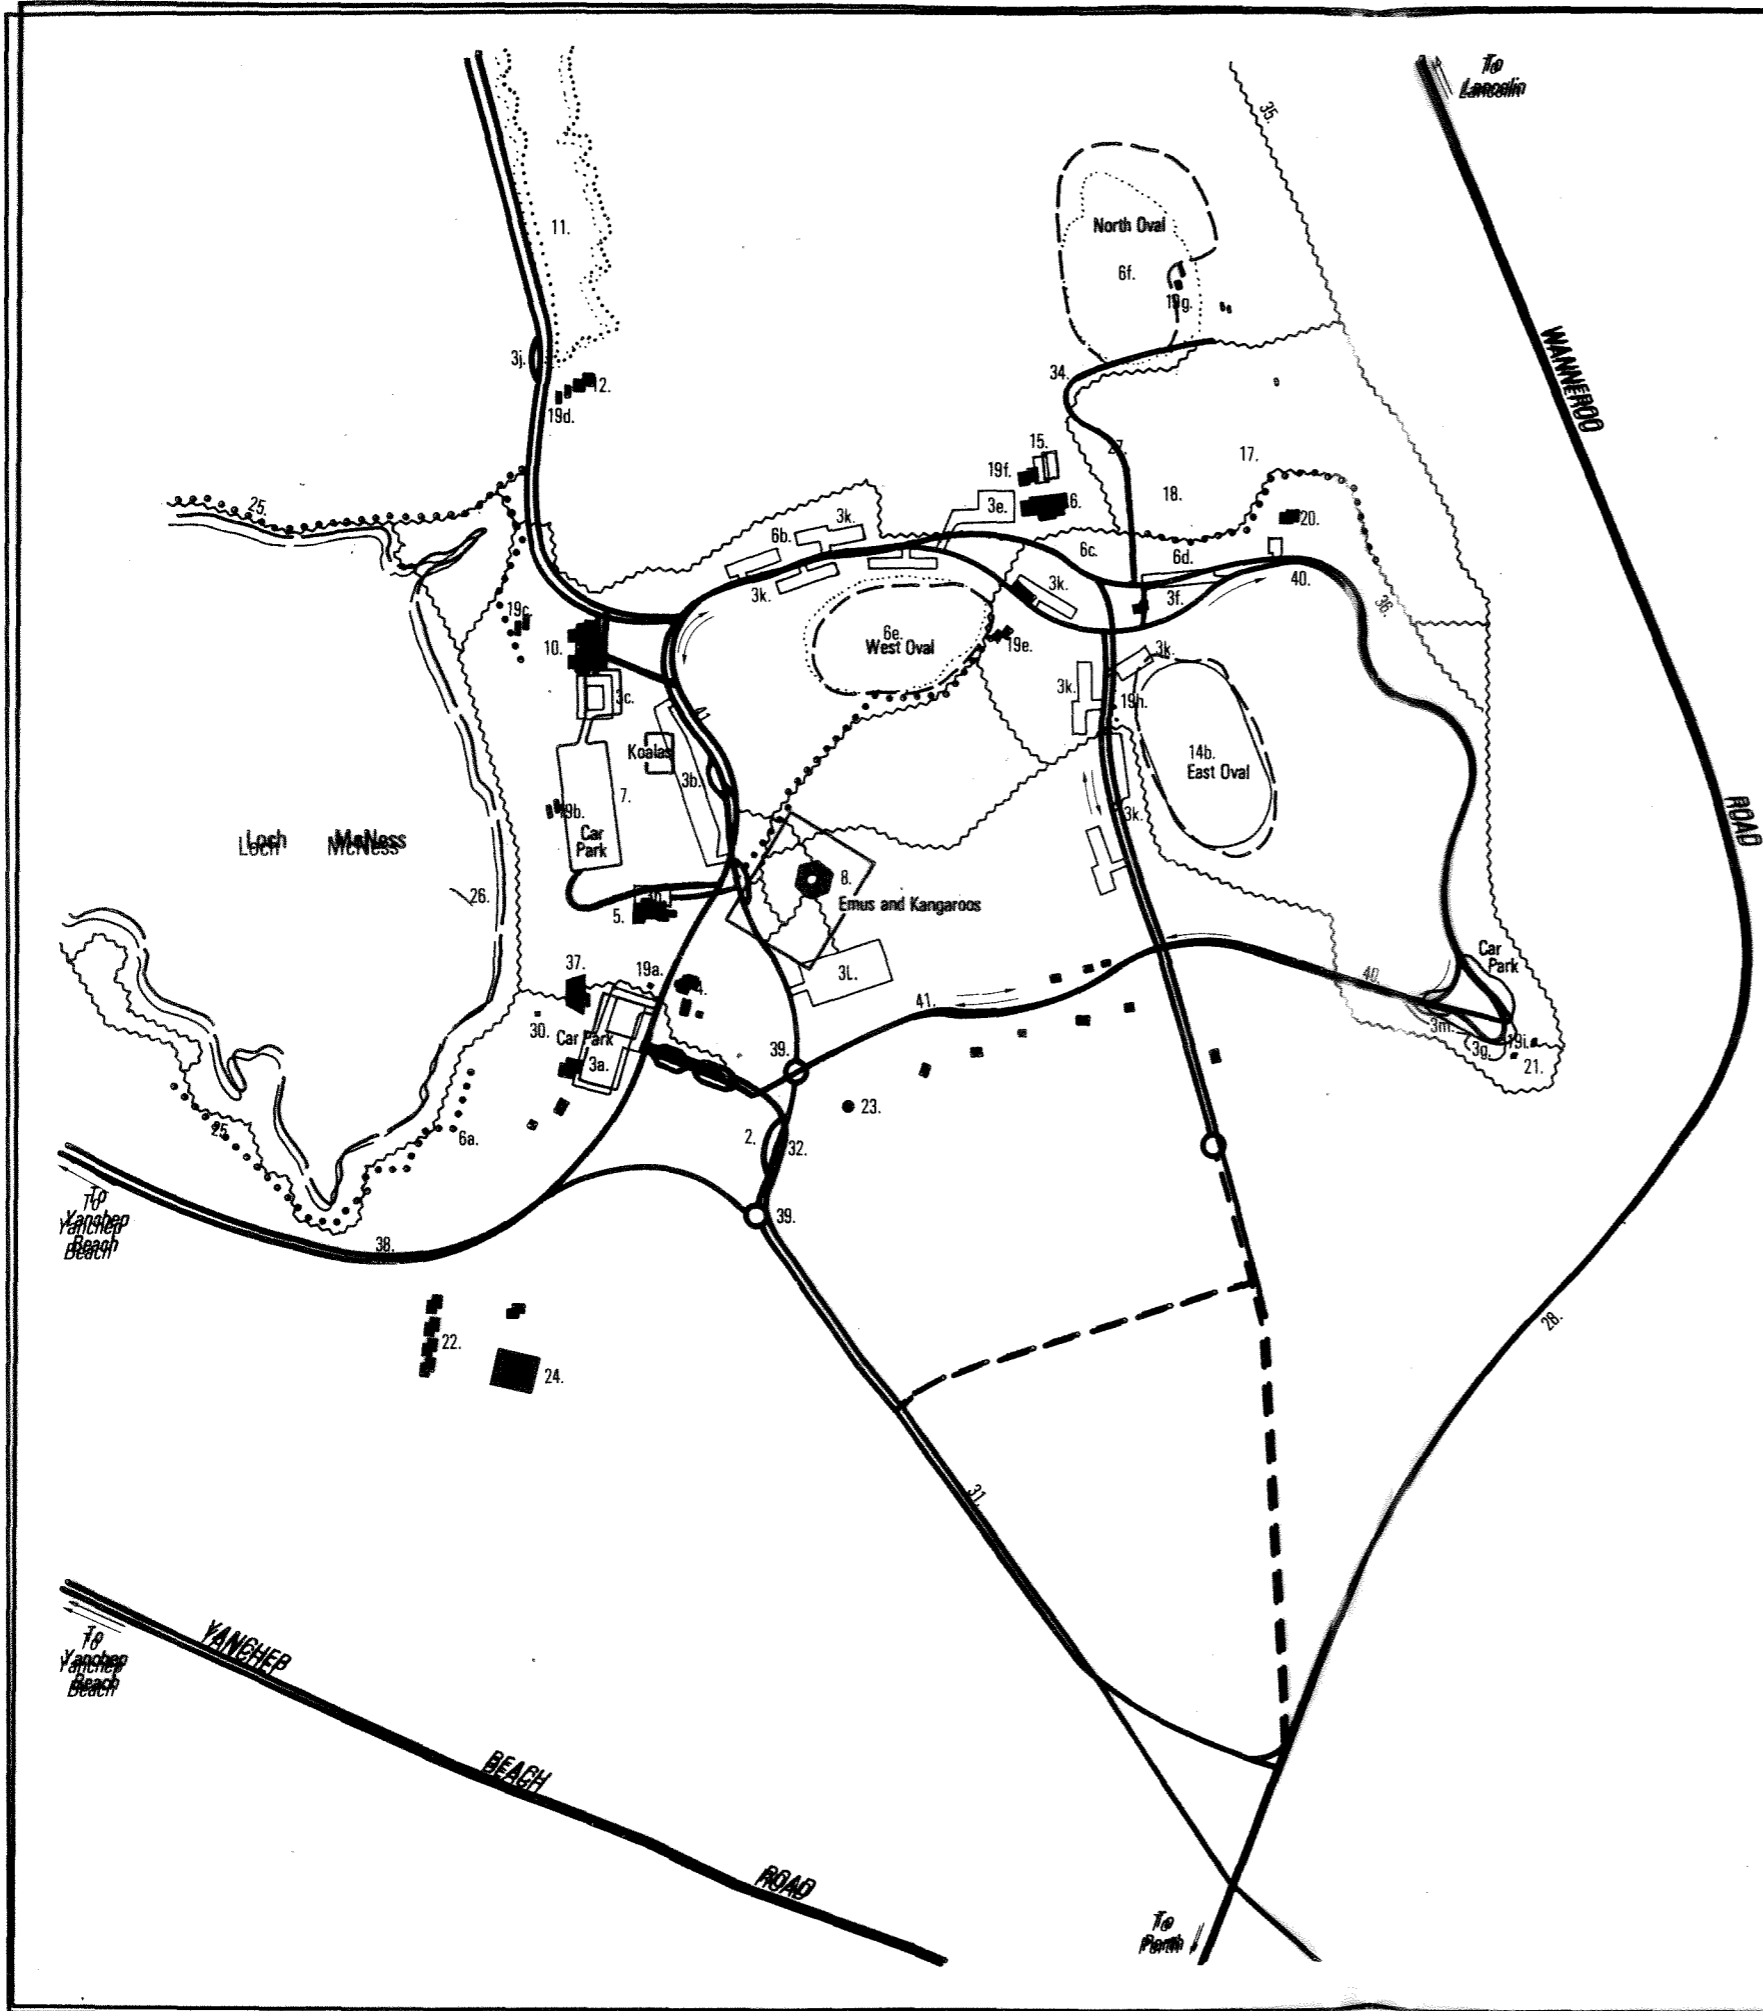 To
Lancelin
35.
11.
North Oval
6f.
19g.
WANNEROO
3j.
12.
19d.
34.
15.
27.
17.
19f.
25.
3k.
3e.
16.
18.
20.
6b.
6c.
6d.
40.
3k.
3k.
3f.
36.
19c.
6e.
West Oval
19e.
10.
3k.
3k.
3c.
19h.
41.
14b.
East Oval
Koalas
3b.
7.
ROAD
19b.
3k.
Car
Park
Loch McNess
8.
26.
5.
Emus and Kangaroos
Car
Park
37.
19a.
3L.
40.
4.
41.
30.
Car Park
3m.
39.
3g.
19i.
3a.
21.
23.
25.
6a.
2.
32.
To
Yanchep
Beach
39.
38.
28.
22.
24.
31.
To
Yanchep
Beach
YANCHEP
BEACH
ROAD
To
Perth